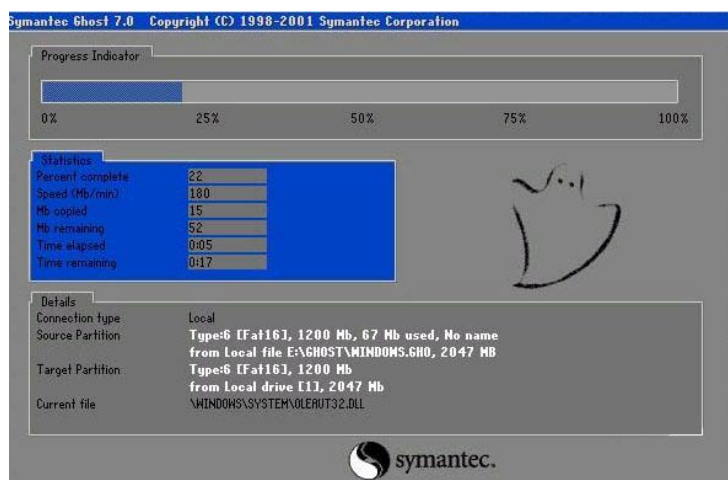 Symantec Ghost 7.0 Copyright (C) 1998-2001 Symantec Corporation
Progress Indicator
0% 25% 50% 75% 100%
Statistics
Percent complete 22
Speed (Mb/min) 180
Mb copied 15
Mb remaining 52
Time elapsed 0:05
Time remaining 0:17
Details
Connection type Local
Source Partition Type:6 [Fat16], 1200 Mb, 67 Mb used, No name
from Local file E:\GHOST\WINDOWS.GHO, 2047 MB
Target Partition Type:6 [Fat16], 1200 Mb
from Local drive [1], 2047 Mb
Current file \WINDOWS\SYSTEM\OLEAUT32.DLL
symantec.